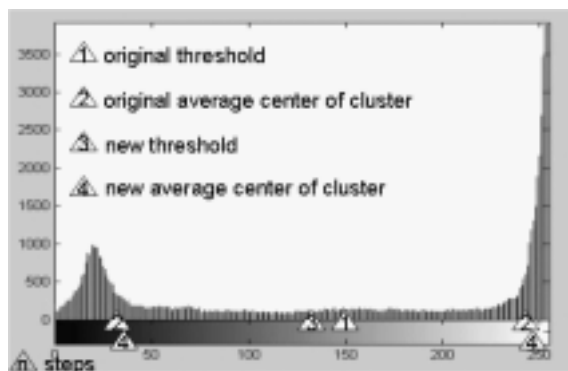 3500
3000
2500
2000
1500
1000
500
0
1 original threshold
2 original average center of cluster
3 new threshold
4 new average center of cluster
2 3 1 2
4 4
0 50 100 150 200 250
n steps